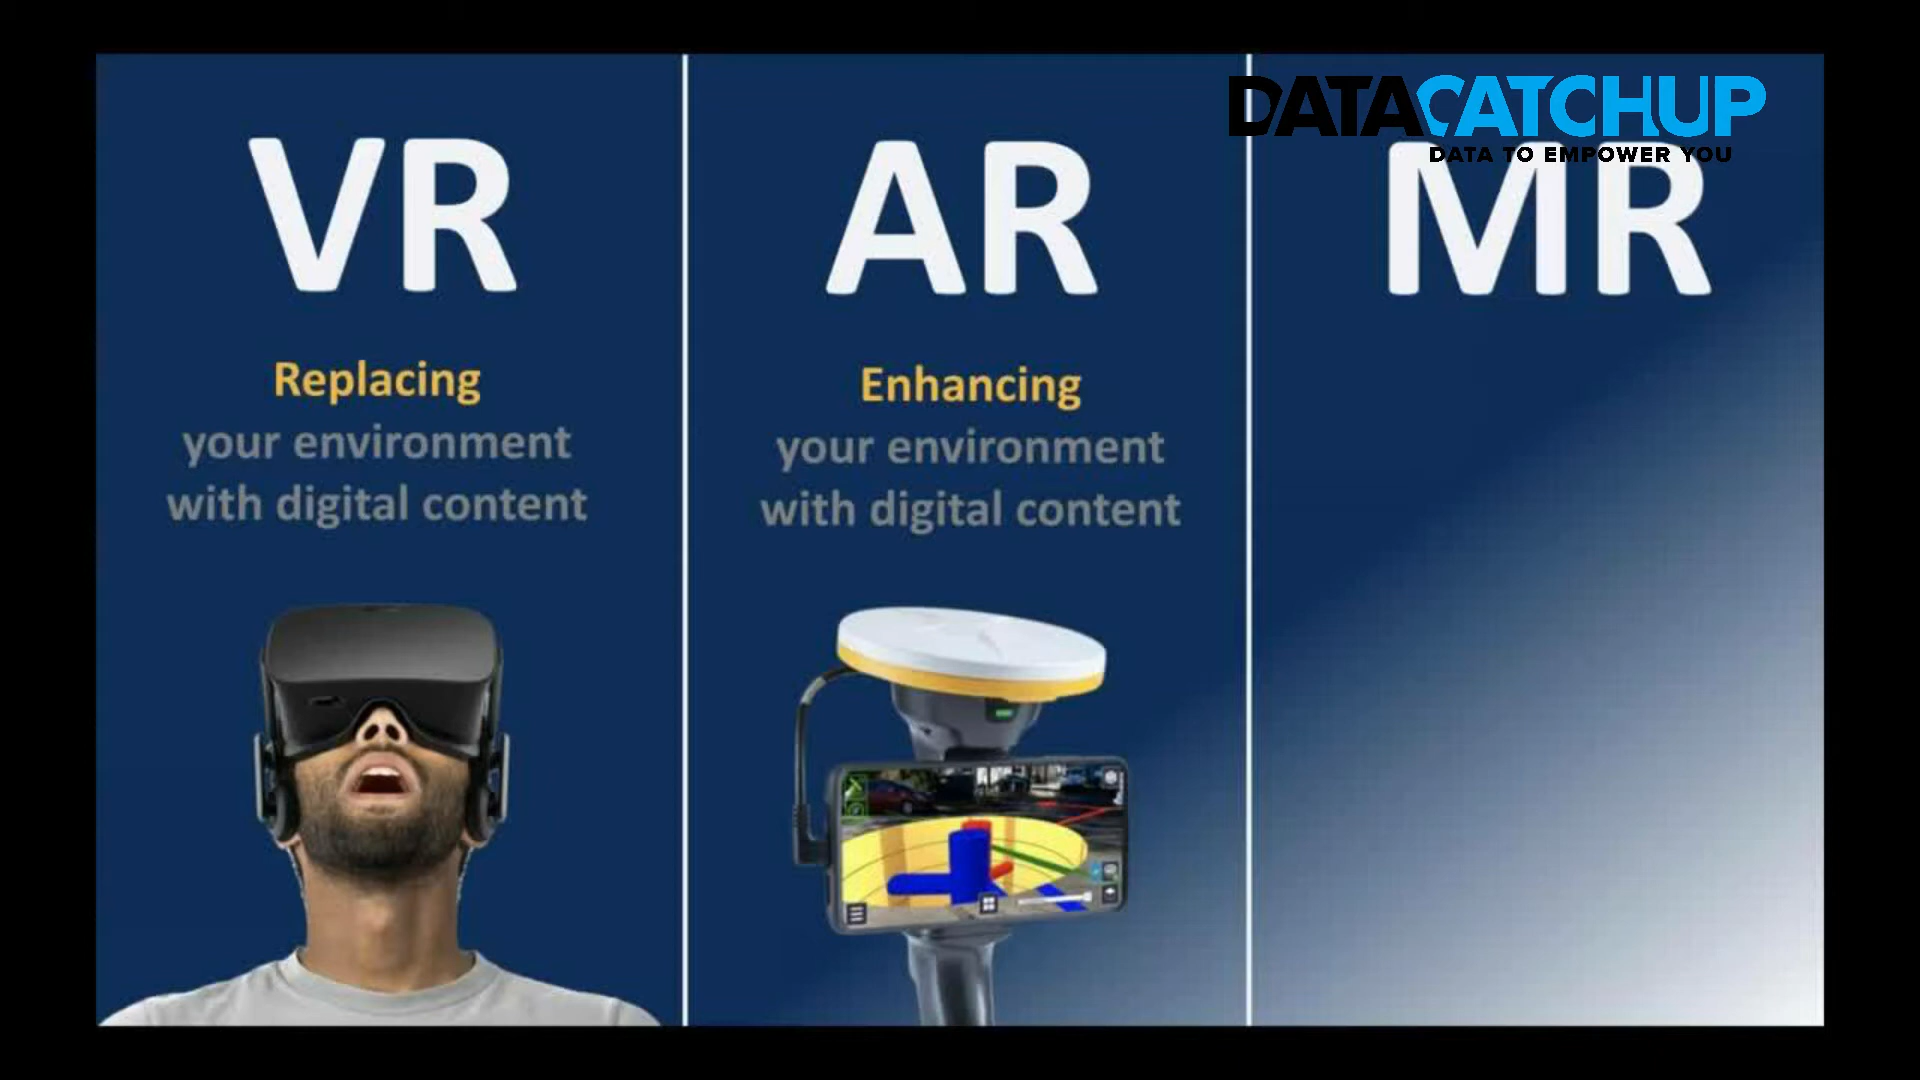 DATACATCHUP
DATA TO EMPOWER YOU
VR
Replacing
your environment
with digital content
AR
Enhancing
your environment
with digital content
MR